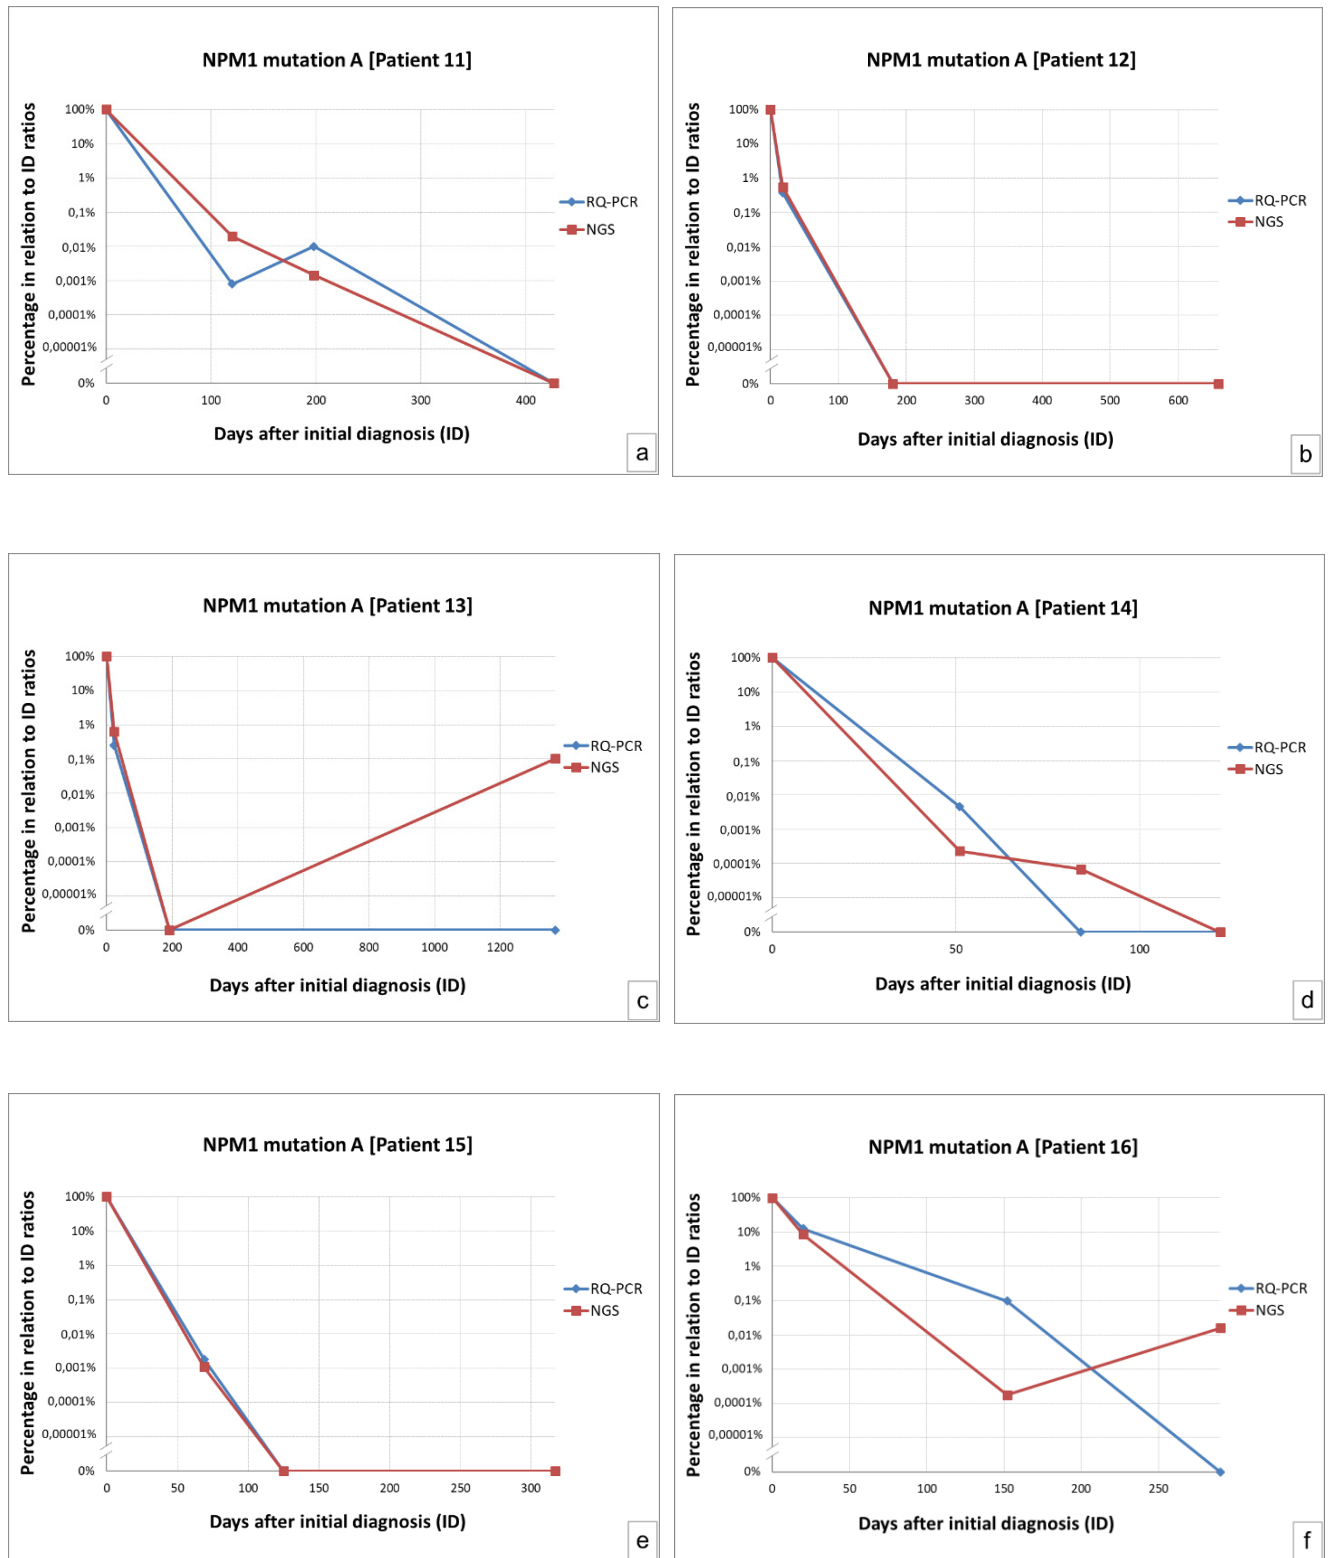 NPM1 mutation A [Patient 11]
Percentage in relation to ID ratios
100%
10%
1%
0,1%
0,01%
0,001%
0,0001%
0,00001%
0%
0 100 200 300 400
Days after initial diagnosis (ID)
RQ-PCR
NGS
a
NPM1 mutation A [Patient 12]
Percentage in relation to ID ratios
100%
10%
1%
0,1%
0,01%
0,001%
0,0001%
0,00001%
0%
0 100 200 300 400 500 600
Days after initial diagnosis (ID)
RQ-PCR
NGS
b
NPM1 mutation A [Patient 13]
Percentage in relation to ID ratios
100%
10%
1%
0,1%
0,01%
0,001%
0,0001%
0,00001%
0%
0 200 400 600 800 1000 1200
Days after initial diagnosis (ID)
RQ-PCR
NGS
c
NPM1 mutation A [Patient 14]
Percentage in relation to ID ratios
100%
10%
1%
0,1%
0,01%
0,001%
0,0001%
0,00001%
0%
0 50 100
Days after initial diagnosis (ID)
RQ-PCR
NGS
d
NPM1 mutation A [Patient 15]
Percentage in relation to ID ratios
100%
10%
1%
0,1%
0,01%
0,001%
0,0001%
0,00001%
0%
0 50 100 150 200 250 300
Days after initial diagnosis (ID)
RQ-PCR
NGS
e
NPM1 mutation A [Patient 16]
Percentage in relation to ID ratios
100%
10%
1%
0,1%
0,01%
0,001%
0,0001%
0,00001%
0%
0 50 100 150 200 250
Days after initial diagnosis (ID)
RQ-PCR
NGS
f